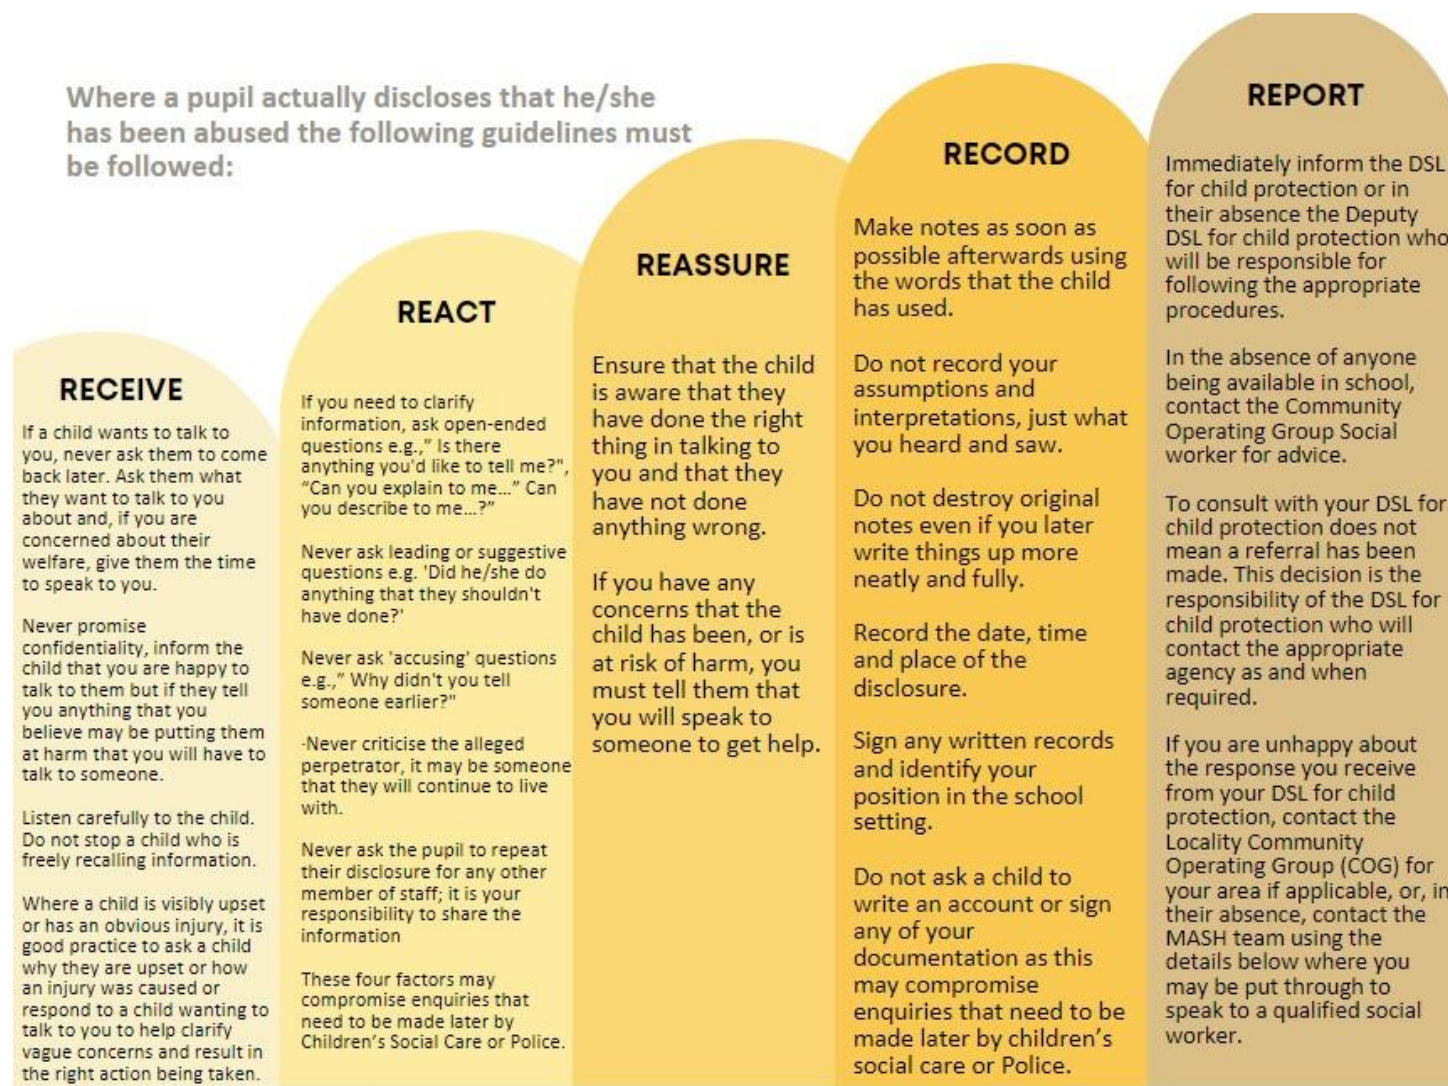 Where a pupil actually discloses that he/she
has been abused the following guidelines must
be followed:
RECEIVE
If a child wants to talk to
you, never ask them to come
back later. Ask them what
they want to talk to you
about and, if you are
concerned about their
welfare, give them the time
to speak to you.
Never promise
confidentiality, inform the
child that you are happy to
talk to them but if they tell
you anything that you
believe may be putting them
at harm that you will have to
talk to someone.
Listen carefully to the child.
Do not stop a child who is
freely recalling information.
Where a child is visibly upset
or has an obvious injury, it is
good practice to ask a child
why they are upset or how
an injury was caused or
respond to a child wanting to
talk to you to help clarify
vague concerns and result in
the right action being taken.
REACT
If you need to clarify
information, ask open-ended
questions e.g.,” Is there
anything you'd like to tell me?",
“Can you explain to me...” Can
you describe to me...?”
Never ask leading or suggestive
questions e.g. 'Did he/she do
anything that they shouldn't
have done?'
Never ask 'accusing' questions
e.g.,” Why didn't you tell
someone earlier?"
-Never criticise the alleged
perpetrator, it may be someone
that they will continue to live
with.
Never ask the pupil to repeat
their disclosure for any other
member of staff; it is your
responsibility to share the
information
These four factors may
compromise enquiries that
need to be made later by
Children’s Social Care or Police.
REASSURE
Ensure that the child
is aware that they
have done the right
thing in talking to
you and that they
have not done
anything wrong.
If you have any
concerns that the
child has been, or is
at risk of harm, you
must tell them that
you will speak to
someone to get help.
RECORD
Make notes as soon as
possible afterwards using
the words that the child
has used.
Do not record your
assumptions and
interpretations, just what
you heard and saw.
Do not destroy original
notes even if you later
write things up more
neatly and fully.
Record the date, time
and place of the
disclosure.
Sign any written records
and identify your
position in the school
setting.
Do not ask a child to
write an account or sign
any of your
documentation as this
may compromise
enquiries that need to be
made later by children’s
social care or Police.
REPORT
Immediately inform the DSL
for child protection or in
their absence the Deputy
DSL for child protection who
will be responsible for
following the appropriate
procedures.
In the absence of anyone
being available in school,
contact the Community
Operating Group Social
worker for advice.
To consult with your DSL for
child protection does not
mean a referral has been
made. This decision is the
responsibility of the DSL for
child protection who will
contact the appropriate
agency as and when
required.
If you are unhappy about
the response you receive
from your DSL for child
protection, contact the
Locality Community
Operating Group (COG) for
your area if applicable, or, in
their absence, contact the
MASH team using the
details below where you
may be put through to
speak to a qualified social
worker.